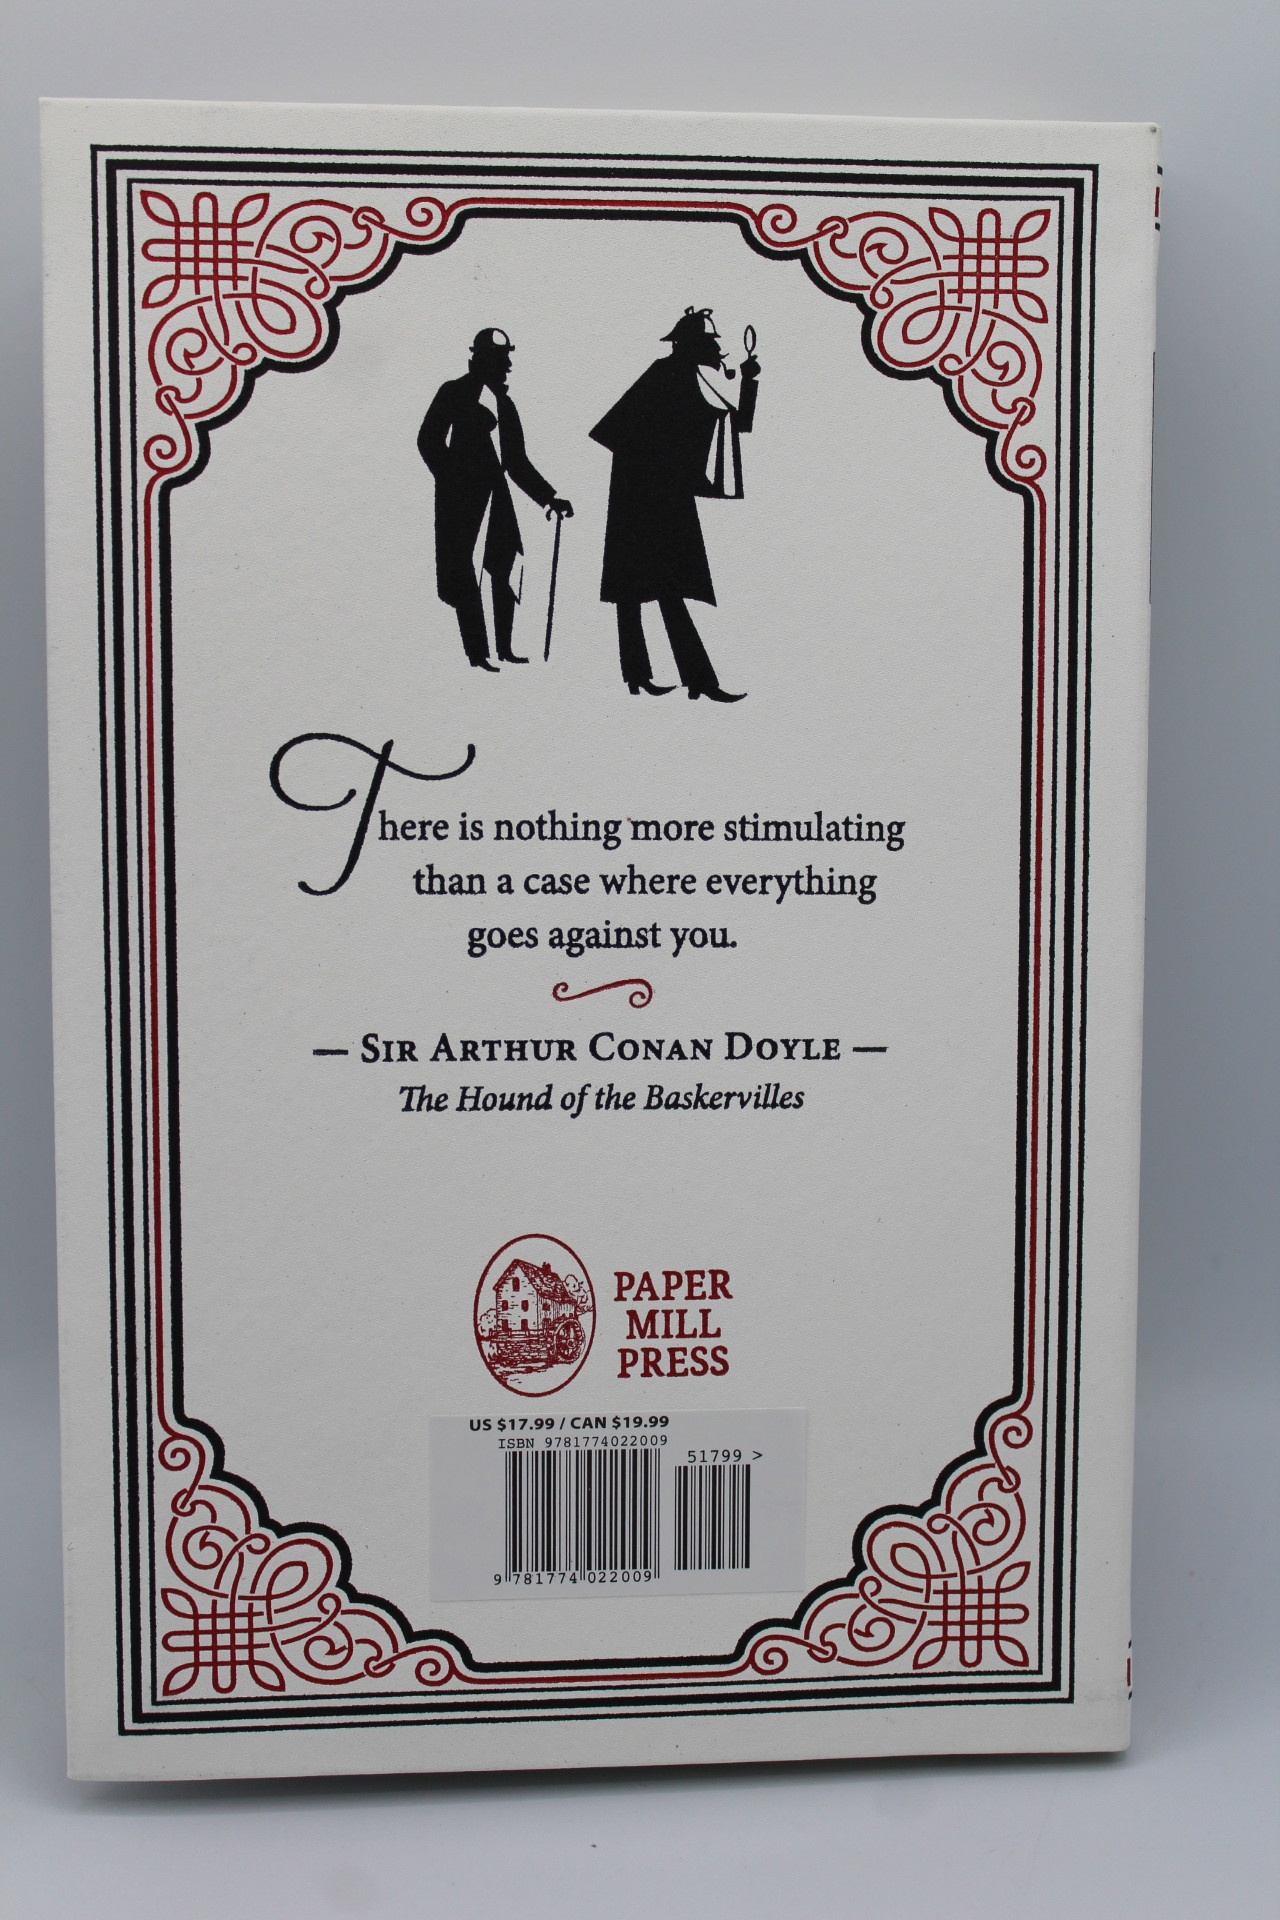 There is nothing more stimulating
than a case where everything
goes against you.
— SIR ARTHUR CONAN DOYLE —
The Hound of the Baskervilles
PAPER
MILL
PRESS
US $17.99 / CAN $19.99
ISBN 9781774022009
51799 >
9 781774 022009